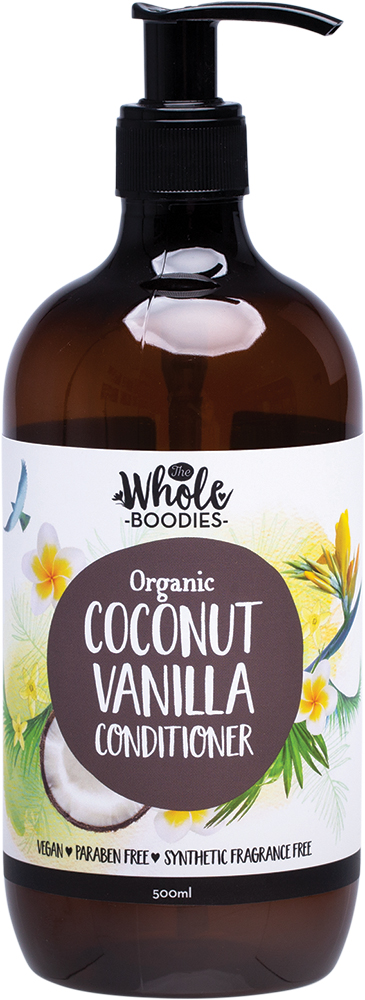 The
Whole
-BOODIES-
Organic
COCONUT
VANILLA
CONDITIONER
VEGAN ♥ PARABEN FREE ♥ SYNTHETIC FRAGRANCE FREE
500ml